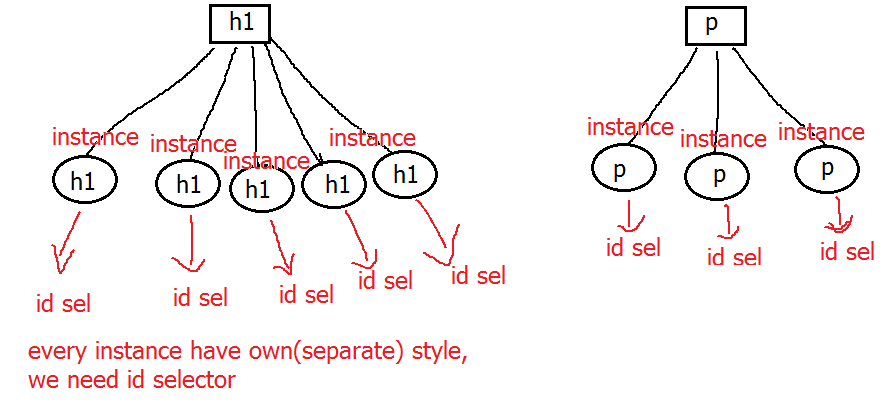 h1
p
instance
instance
instance
instance
instance
instance
instance
instance
h1
h1
h1
h1
h1
p
p
p
id sel
id sel
id sel
id sel
id sel
id sel
id sel
id sel
every instance have own(separate) style,
we need id selector